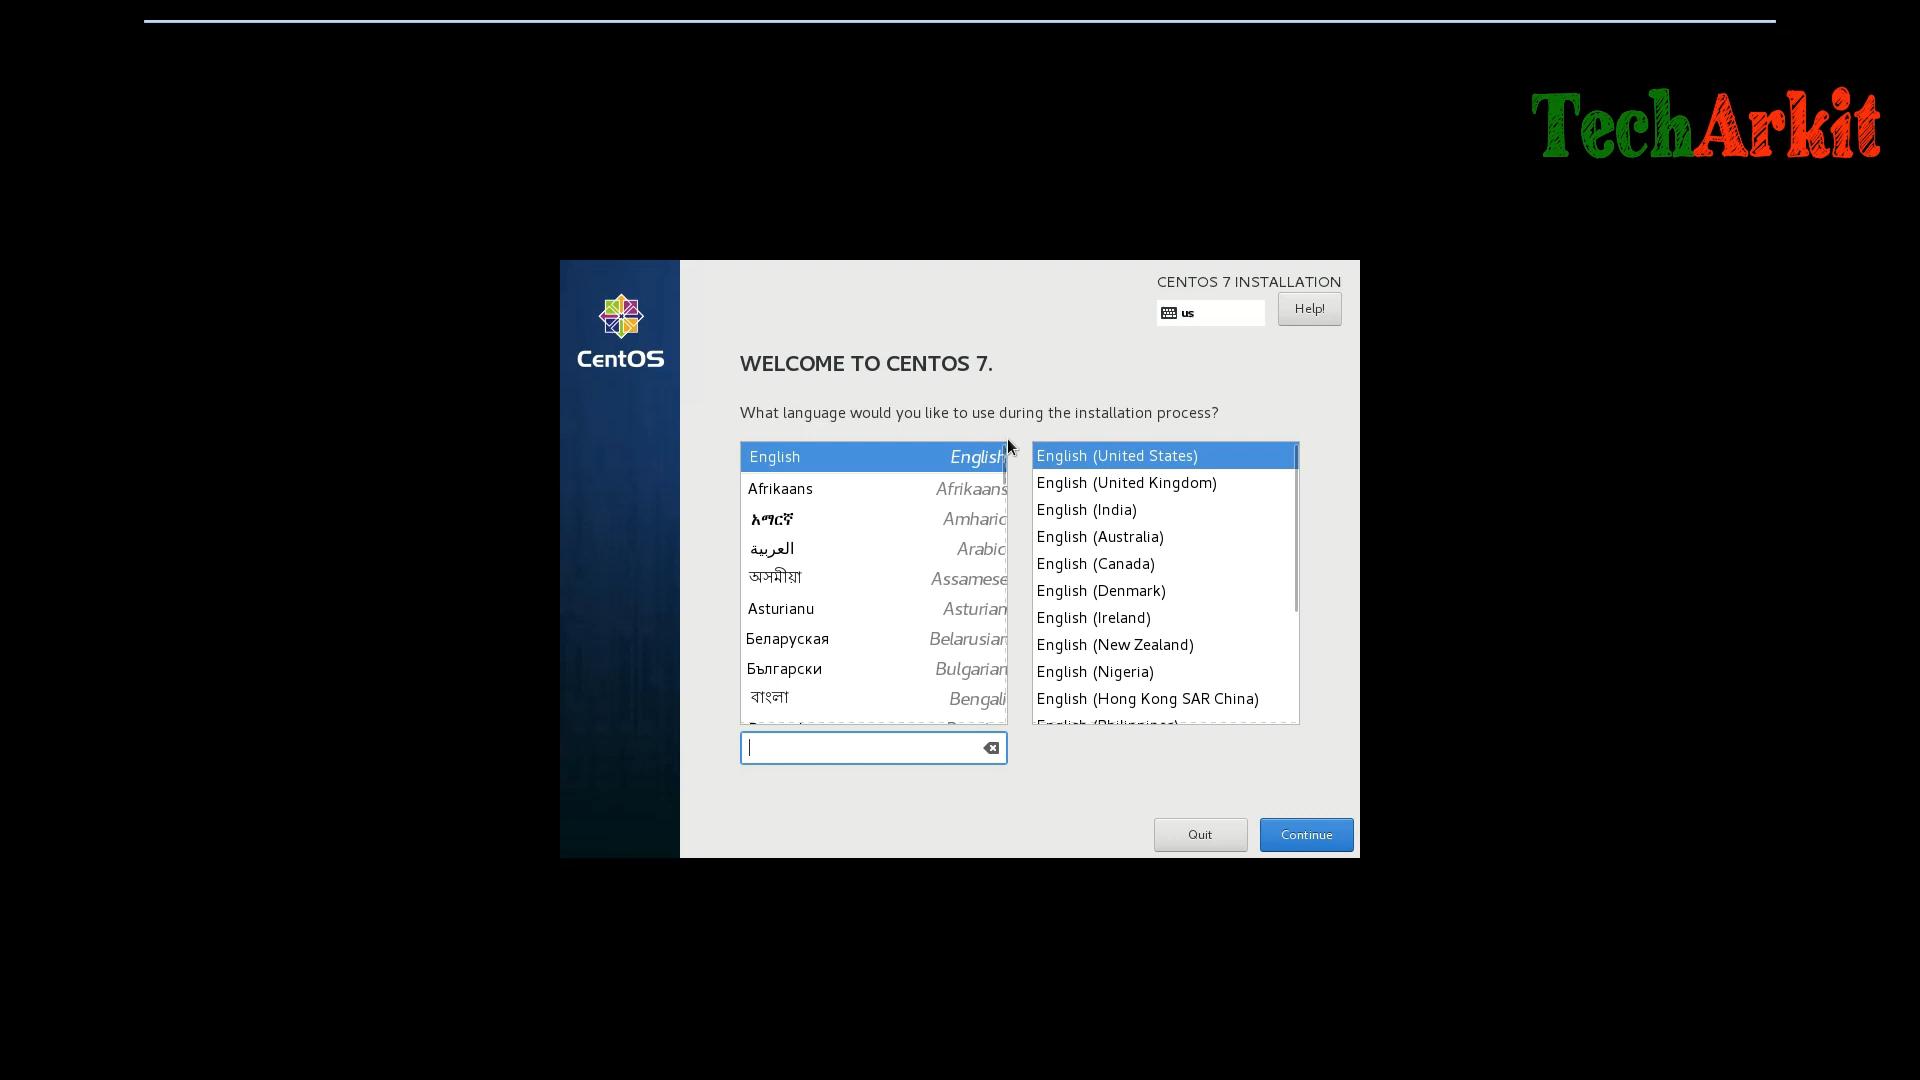 TechArkit
CENTOS 7 INSTALLATION
us
Help!
CentOS
WELCOME TO CENTOS 7.
What language would you like to use during the installation process?
English English
Afrikaans Afrikaans
አማርኛ Amharic
العربية Arabic
অসমীয়া Assamese
Asturianu Asturian
Беларуская Belarusian
Български Bulgarian
বাংলা Bengali
English (United States)
English (United Kingdom)
English (India)
English (Australia)
English (Canada)
English (Denmark)
English (Ireland)
English (New Zealand)
English (Nigeria)
English (Hong Kong SAR China)
English (Philippines)
Quit
Continue